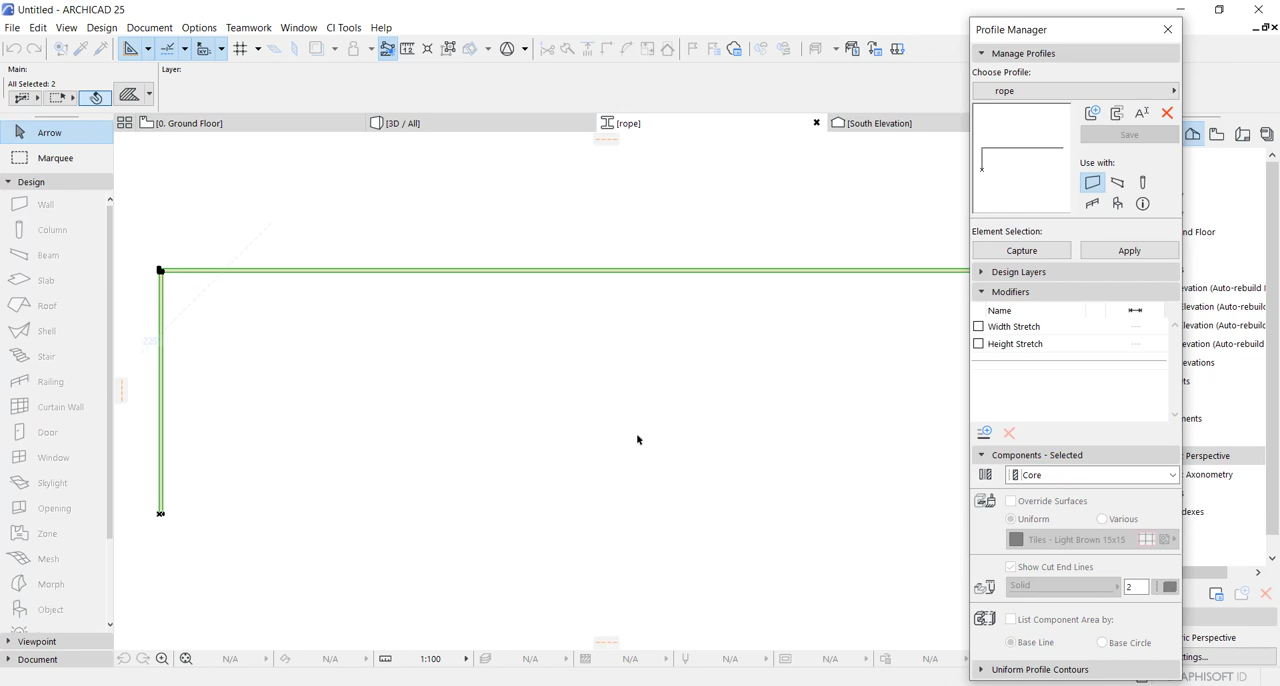 Untitled - ARCHICAD 25
File Edit View Design Document Options Teamwork Window CI Tools Help
Main:
All Selected: 2
Layer:
[0. Ground Floor]
[3D / All]
[rope]
[South Elevation]
Arrow
Marquee
Design
Wall
Column
Beam
Slab
Roof
Shell
Stair
Railing
Curtain Wall
Door
Window
Skylight
Opening
Zone
Mesh
Morph
Object
Viewpoint
Document
N/A N/A 1:100 N/A N/A N/A N/A N/A
Profile Manager
Manage Profiles
Choose Profile:
rope
Save
Use with:
Element Selection:
Capture Apply
Design Layers
Modifiers
Name
Width Stretch
Height Stretch
Components - Selected
Core
Override Surfaces
Uniform Various
Tiles - Light Brown 15x15
Show Cut End Lines
Solid 2
List Component Area by:
Base Line Base Circle
Uniform Profile Contours
nd Floor
evation (Auto-rebuild
levation (Auto-rebuild
levation (Auto-rebuild
levation (Auto-rebuild
evations
ets
ments
Perspective
Axonometry
s
dexes
ric Perspective
tings...
APHISOFT ID